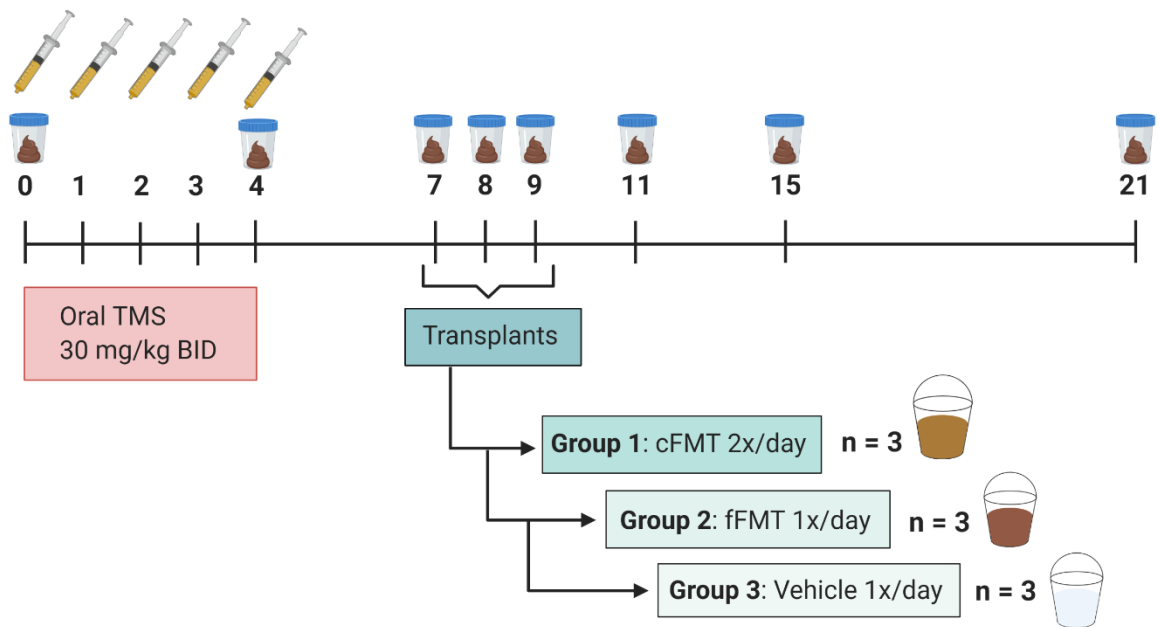 0 1 2 3 4 7 8 9 11 15 21
Oral TMS
30 mg/kg BID
Transplants
Group 1: cFMT 2x/day n = 3
Group 2: fFMT 1x/day n = 3
Group 3: Vehicle 1x/day n = 3